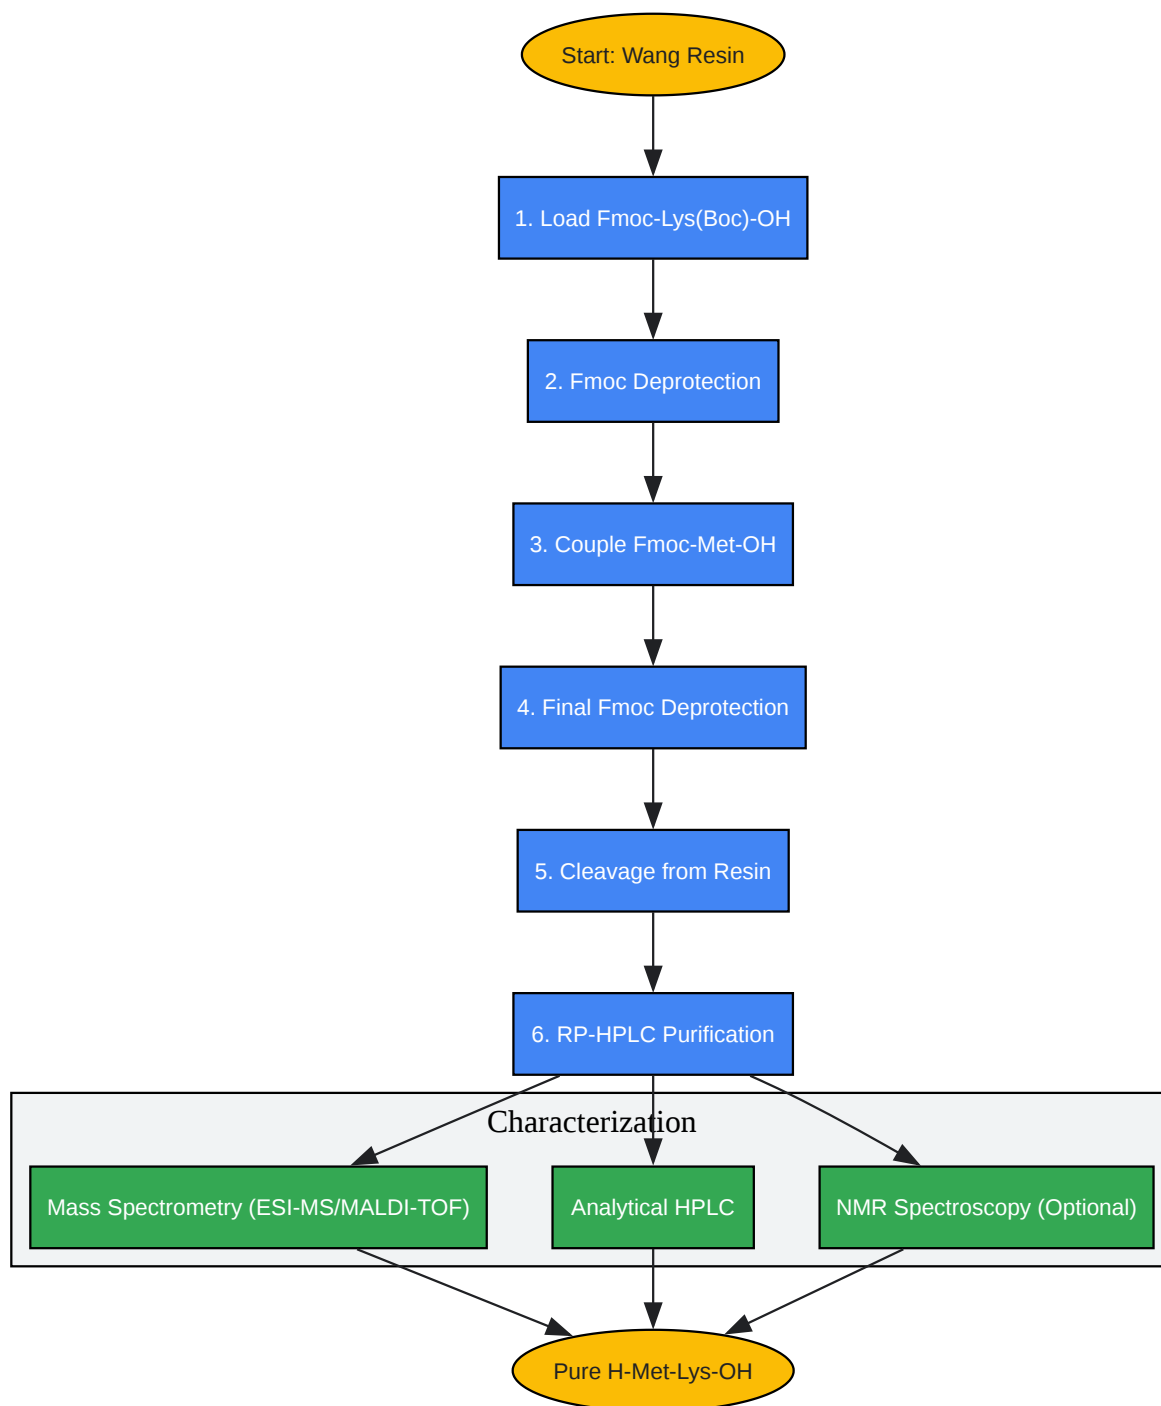 Start: Wang Resin
1. Load Fmoc-Lys(Boc)-OH
2. Fmoc Deprotection
3. Couple Fmoc-Met-OH
4. Final Fmoc Deprotection
5. Cleavage from Resin
6. RP-HPLC Purification
Characterization
Mass Spectrometry (ESI-MS/MALDI-TOF)
Analytical HPLC
NMR Spectroscopy (Optional)
Pure H-Met-Lys-OH